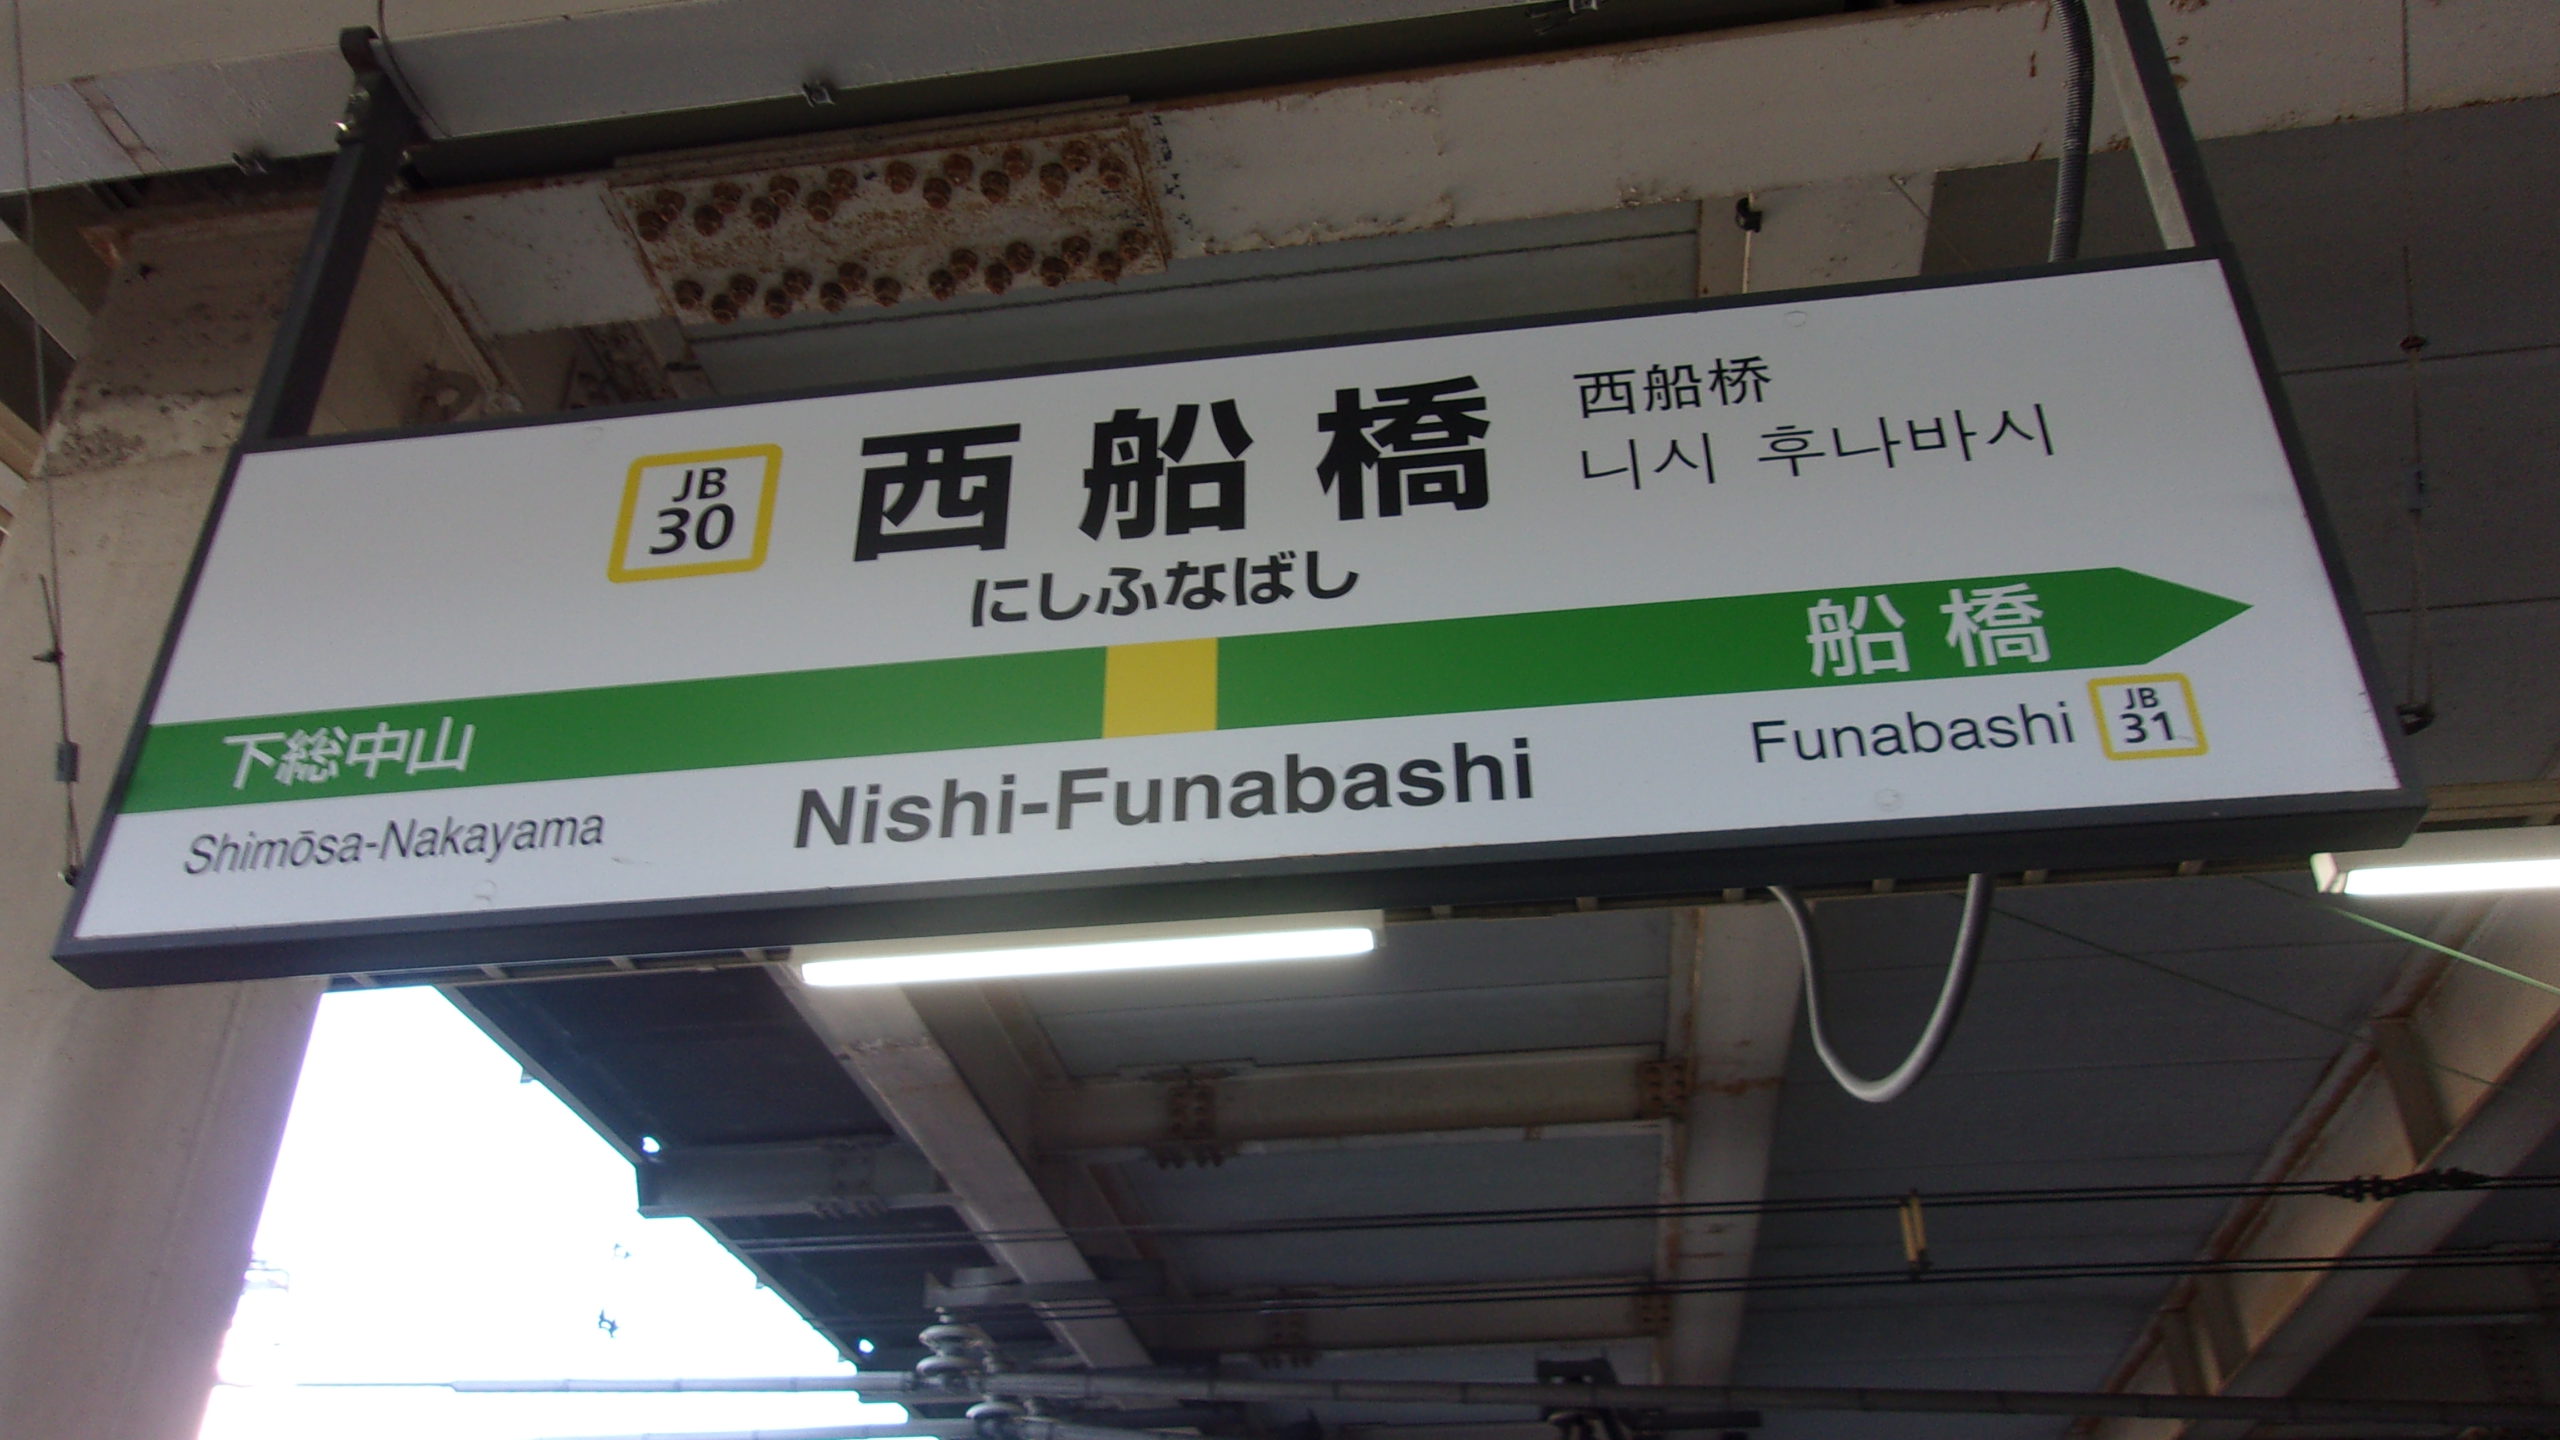 JB
30
西船橋
西船桥
니시 후나바시
にしふなばし
下総中山
船橋
Shimōsa-Nakayama
Nishi-Funabashi
Funabashi
JB
31